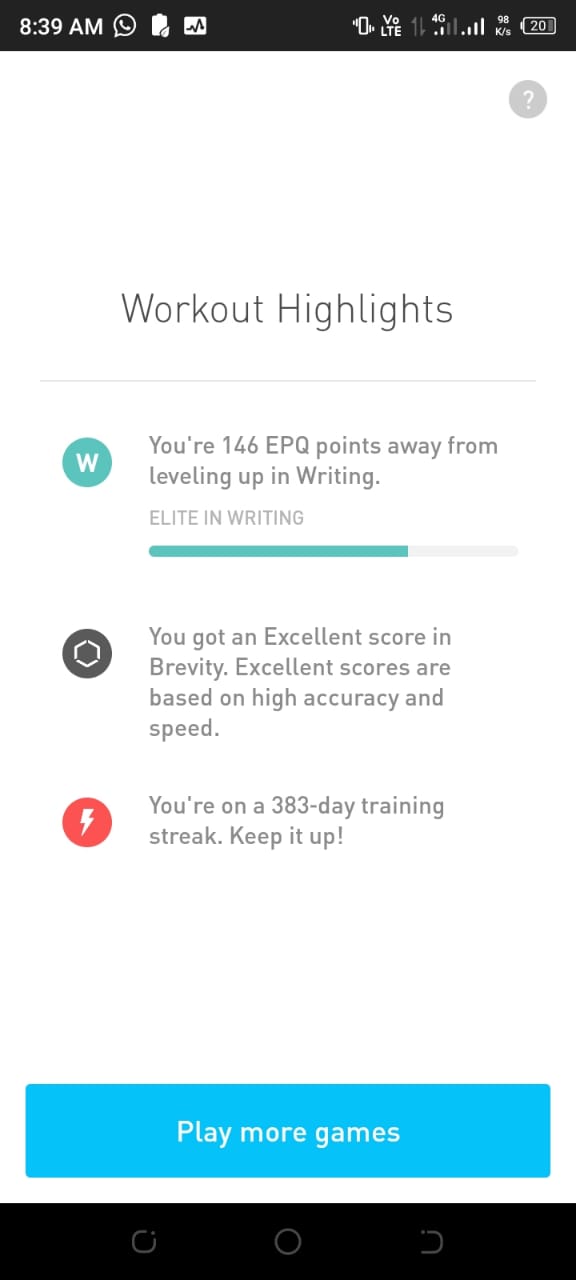 8:39 AM
Vo LTE 4G 98 K/s 20
?
Workout Highlights
W
You're 146 EPQ points away from
leveling up in Writing.
ELITE IN WRITING
You got an Excellent score in
Brevity. Excellent scores are
based on high accuracy and
speed.
You're on a 383-day training
streak. Keep it up!
Play more games